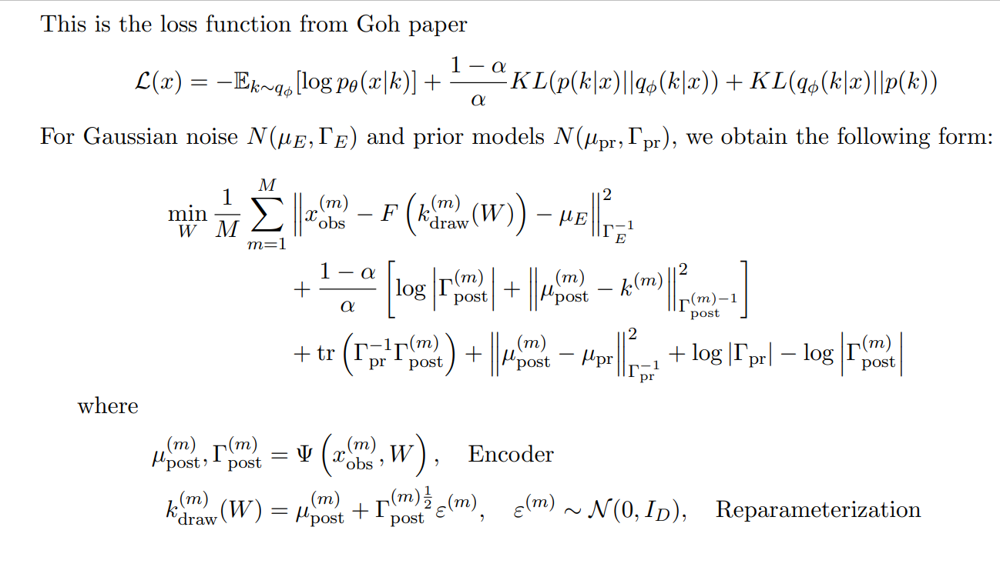 This is the loss function from Goh paper
$\mathcal{L}(x) = -\mathbb{E}_{k \sim q_\phi}[\log p_\theta(x|k)] + \frac{1-\alpha}{\alpha} KL(p(k|x)||q_\phi(k|x)) + KL(q_\phi(k|x)||p(k))$
For Gaussian noise $N(\mu_E, \Gamma_E)$ and prior models $N(\mu_{\text{pr}}, \Gamma_{\text{pr}})$, we obtain the following form:
$\min_W \frac{1}{M} \sum_{m=1}^{M} \left\| x_{\text{obs}}^{(m)} - F\left(k_{\text{draw}}^{(m)}(W)\right) - \mu_E \right\|_{\Gamma_E^{-1}}^2$
$+ \frac{1-\alpha}{\alpha} \left[ \log \left| \Gamma_{\text{post}}^{(m)} \right| + \left\| \mu_{\text{post}}^{(m)} - k^{(m)} \right\|_{\Gamma_{\text{post}}^{(m)-1}}^2 \right]$
$+ \text{tr}\left( \Gamma_{\text{pr}}^{-1} \Gamma_{\text{post}}^{(m)} \right) + \left\| \mu_{\text{post}}^{(m)} - \mu_{\text{pr}} \right\|_{\Gamma_{\text{pr}}^{-1}}^2 + \log |\Gamma_{\text{pr}}| - \log \left| \Gamma_{\text{post}}^{(m)} \right|$
where
$\mu_{\text{post}}^{(m)}, \Gamma_{\text{post}}^{(m)} = \Psi\left( x_{\text{obs}}^{(m)}, W \right), \quad \text{Encoder}$
$k_{\text{draw}}^{(m)}(W) = \mu_{\text{post}}^{(m)} + \Gamma_{\text{post}}^{(m)\frac{1}{2}} \varepsilon^{(m)}, \quad \varepsilon^{(m)} \sim \mathcal{N}(0, I_D), \quad \text{Reparameterization}$